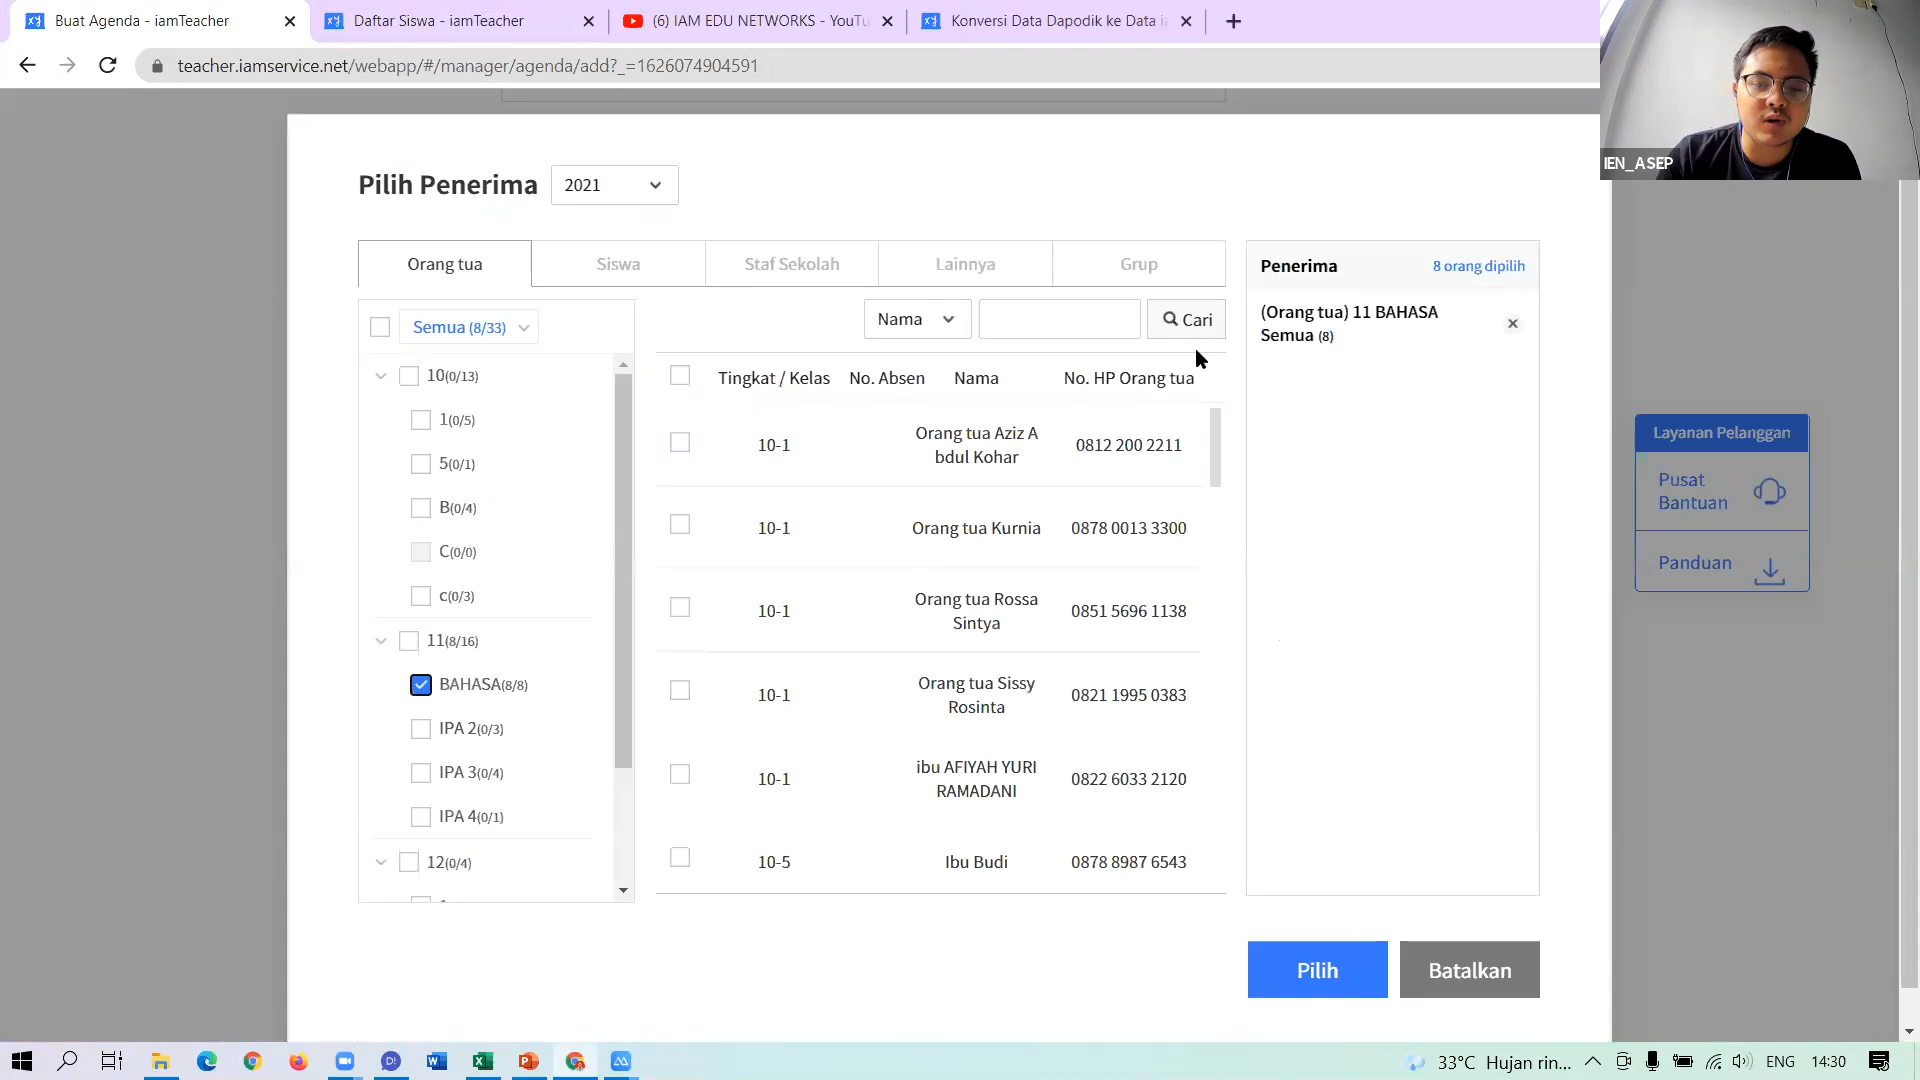 Buat Agenda - iamTeacher
Daftar Siswa - iamTeacher
(6) IAM EDU NETWORKS - YouTu
Konversi Data Dapodik ke Data ia
teacher.iamservice.net/webapp/#/manager/agenda/add?_=1626074904591
IEN_ASEP
Pilih Penerima
2021
Orang tua
Siswa
Staf Sekolah
Lainnya
Grup
Penerima
8 orang dipilih
(Orang tua) 11 BAHASA
Semua (8)
Semua (8/33)
Nama
Cari
10(0/13)
1(0/5)
5(0/1)
B(0/4)
C(0/0)
c(0/3)
11(8/16)
BAHASA(8/8)
IPA 2(0/3)
IPA 3(0/4)
IPA 4(0/1)
12(0/4)
Tingkat / Kelas
No. Absen
Nama
No. HP Orang tua
10-1
Orang tua Aziz A
bdul Kohar
0812 200 2211
10-1
Orang tua Kurnia
0878 0013 3300
10-1
Orang tua Rossa
Sintya
0851 5696 1138
10-1
Orang tua Sissy
Rosinta
0821 1995 0383
10-1
ibu AFIYAH YURI
RAMADANI
0822 6033 2120
10-5
Ibu Budi
0878 8987 6543
Layanan Pelanggan
Pusat
Bantuan
Panduan
Pilih
Batalkan
33°C Hujan rin...
ENG
14:30